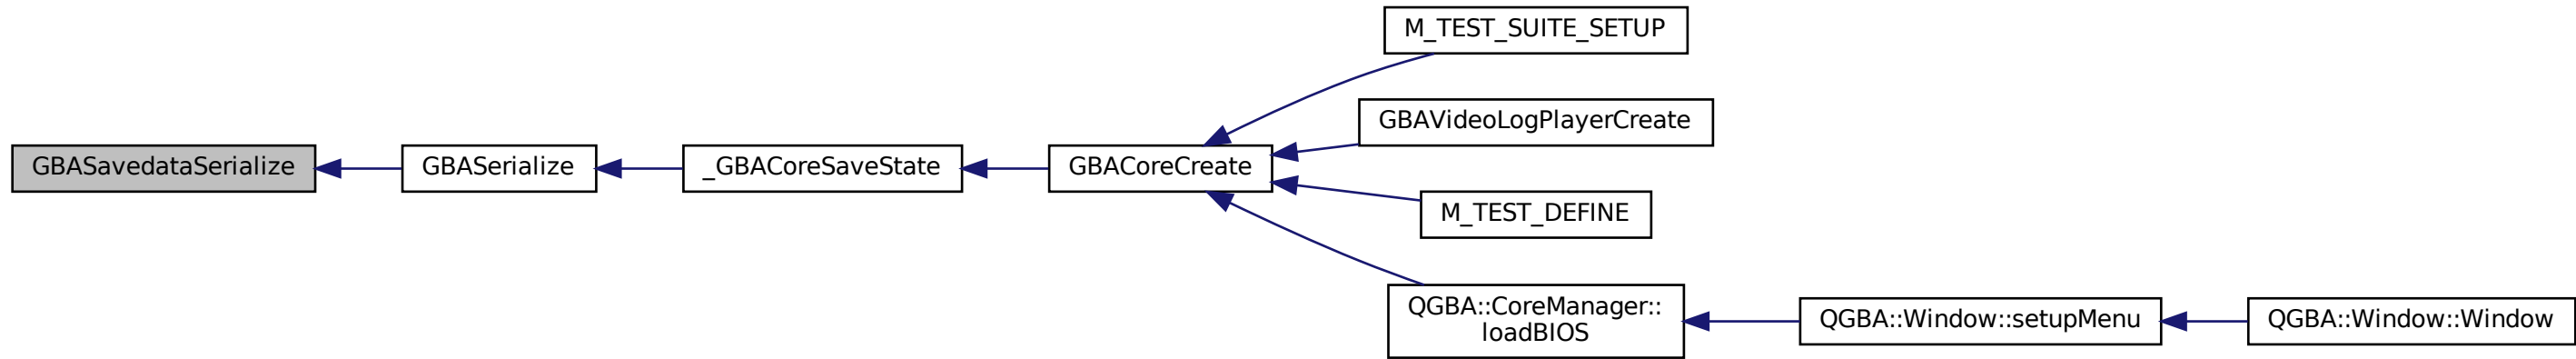 M_TEST_SUITE_SETUP
GBAVideoLogPlayerCreate
GBASavedataSerialize
GBASerialize
_GBACoreSaveState
GBACoreCreate
M_TEST_DEFINE
QGBA::CoreManager::
loadBIOS
QGBA::Window::setupMenu
QGBA::Window::Window